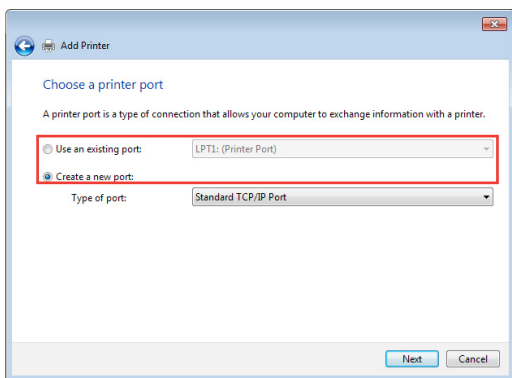 Add Printer
Choose a printer port
A printer port is a type of connection that allows your computer to exchange information with a printer.
Use an existing port: LPT1: (Printer Port)
Create a new port:
Type of port: Standard TCP/IP Port
Next Cancel